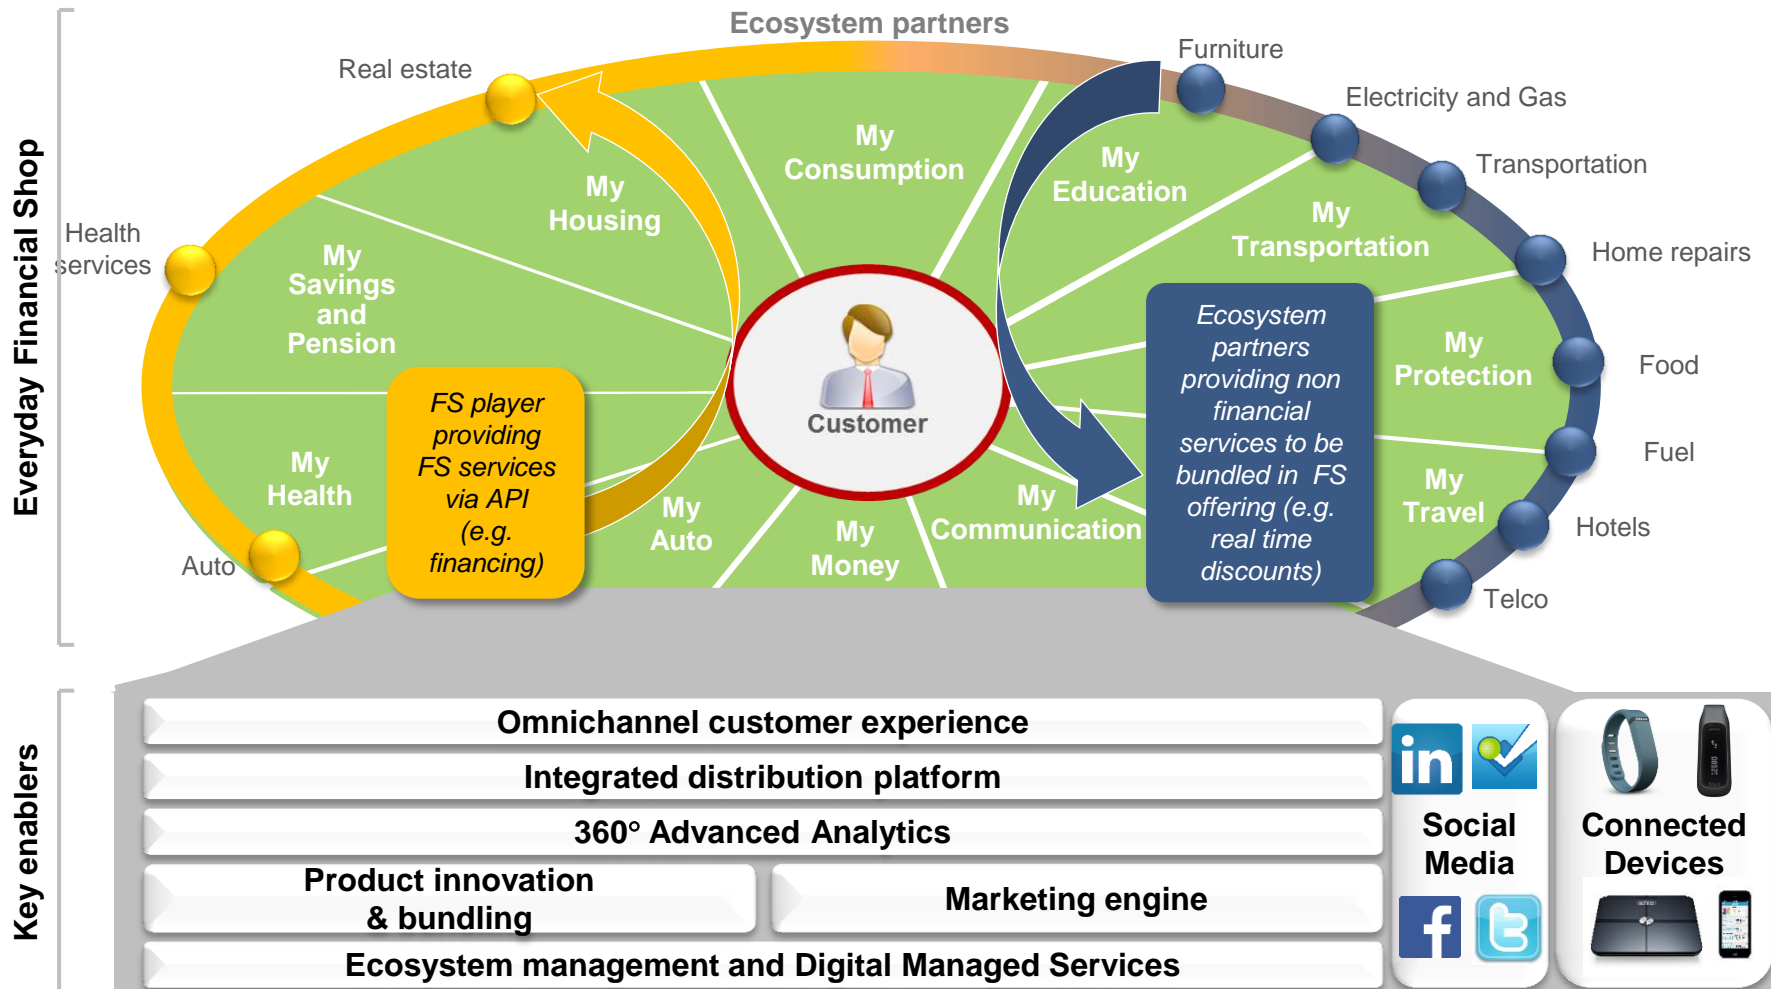 Ecosystem partners
Everyday Financial Shop
Real estate
Furniture
Electricity and Gas
Transportation
Home repairs
Food
Fuel
Hotels
Telco
Health
services
Auto
My
Consumption
My
Education
My
Housing
My
Transportation
My
Savings
and
Pension
My
Protection
My
Health
My
Travel
My
Auto
My
Money
My
Communication
Customer
FS player
providing
FS services
via API
(e.g.
financing)
Ecosystem
partners
providing non
financial
services to be
bundled in FS
offering (e.g.
real time
discounts)
Key enablers
Omnichannel customer experience
Integrated distribution platform
360° Advanced Analytics
Product innovation
& bundling
Marketing engine
Ecosystem management and Digital Managed Services
in
Social
Media
f
t
Connected
Devices